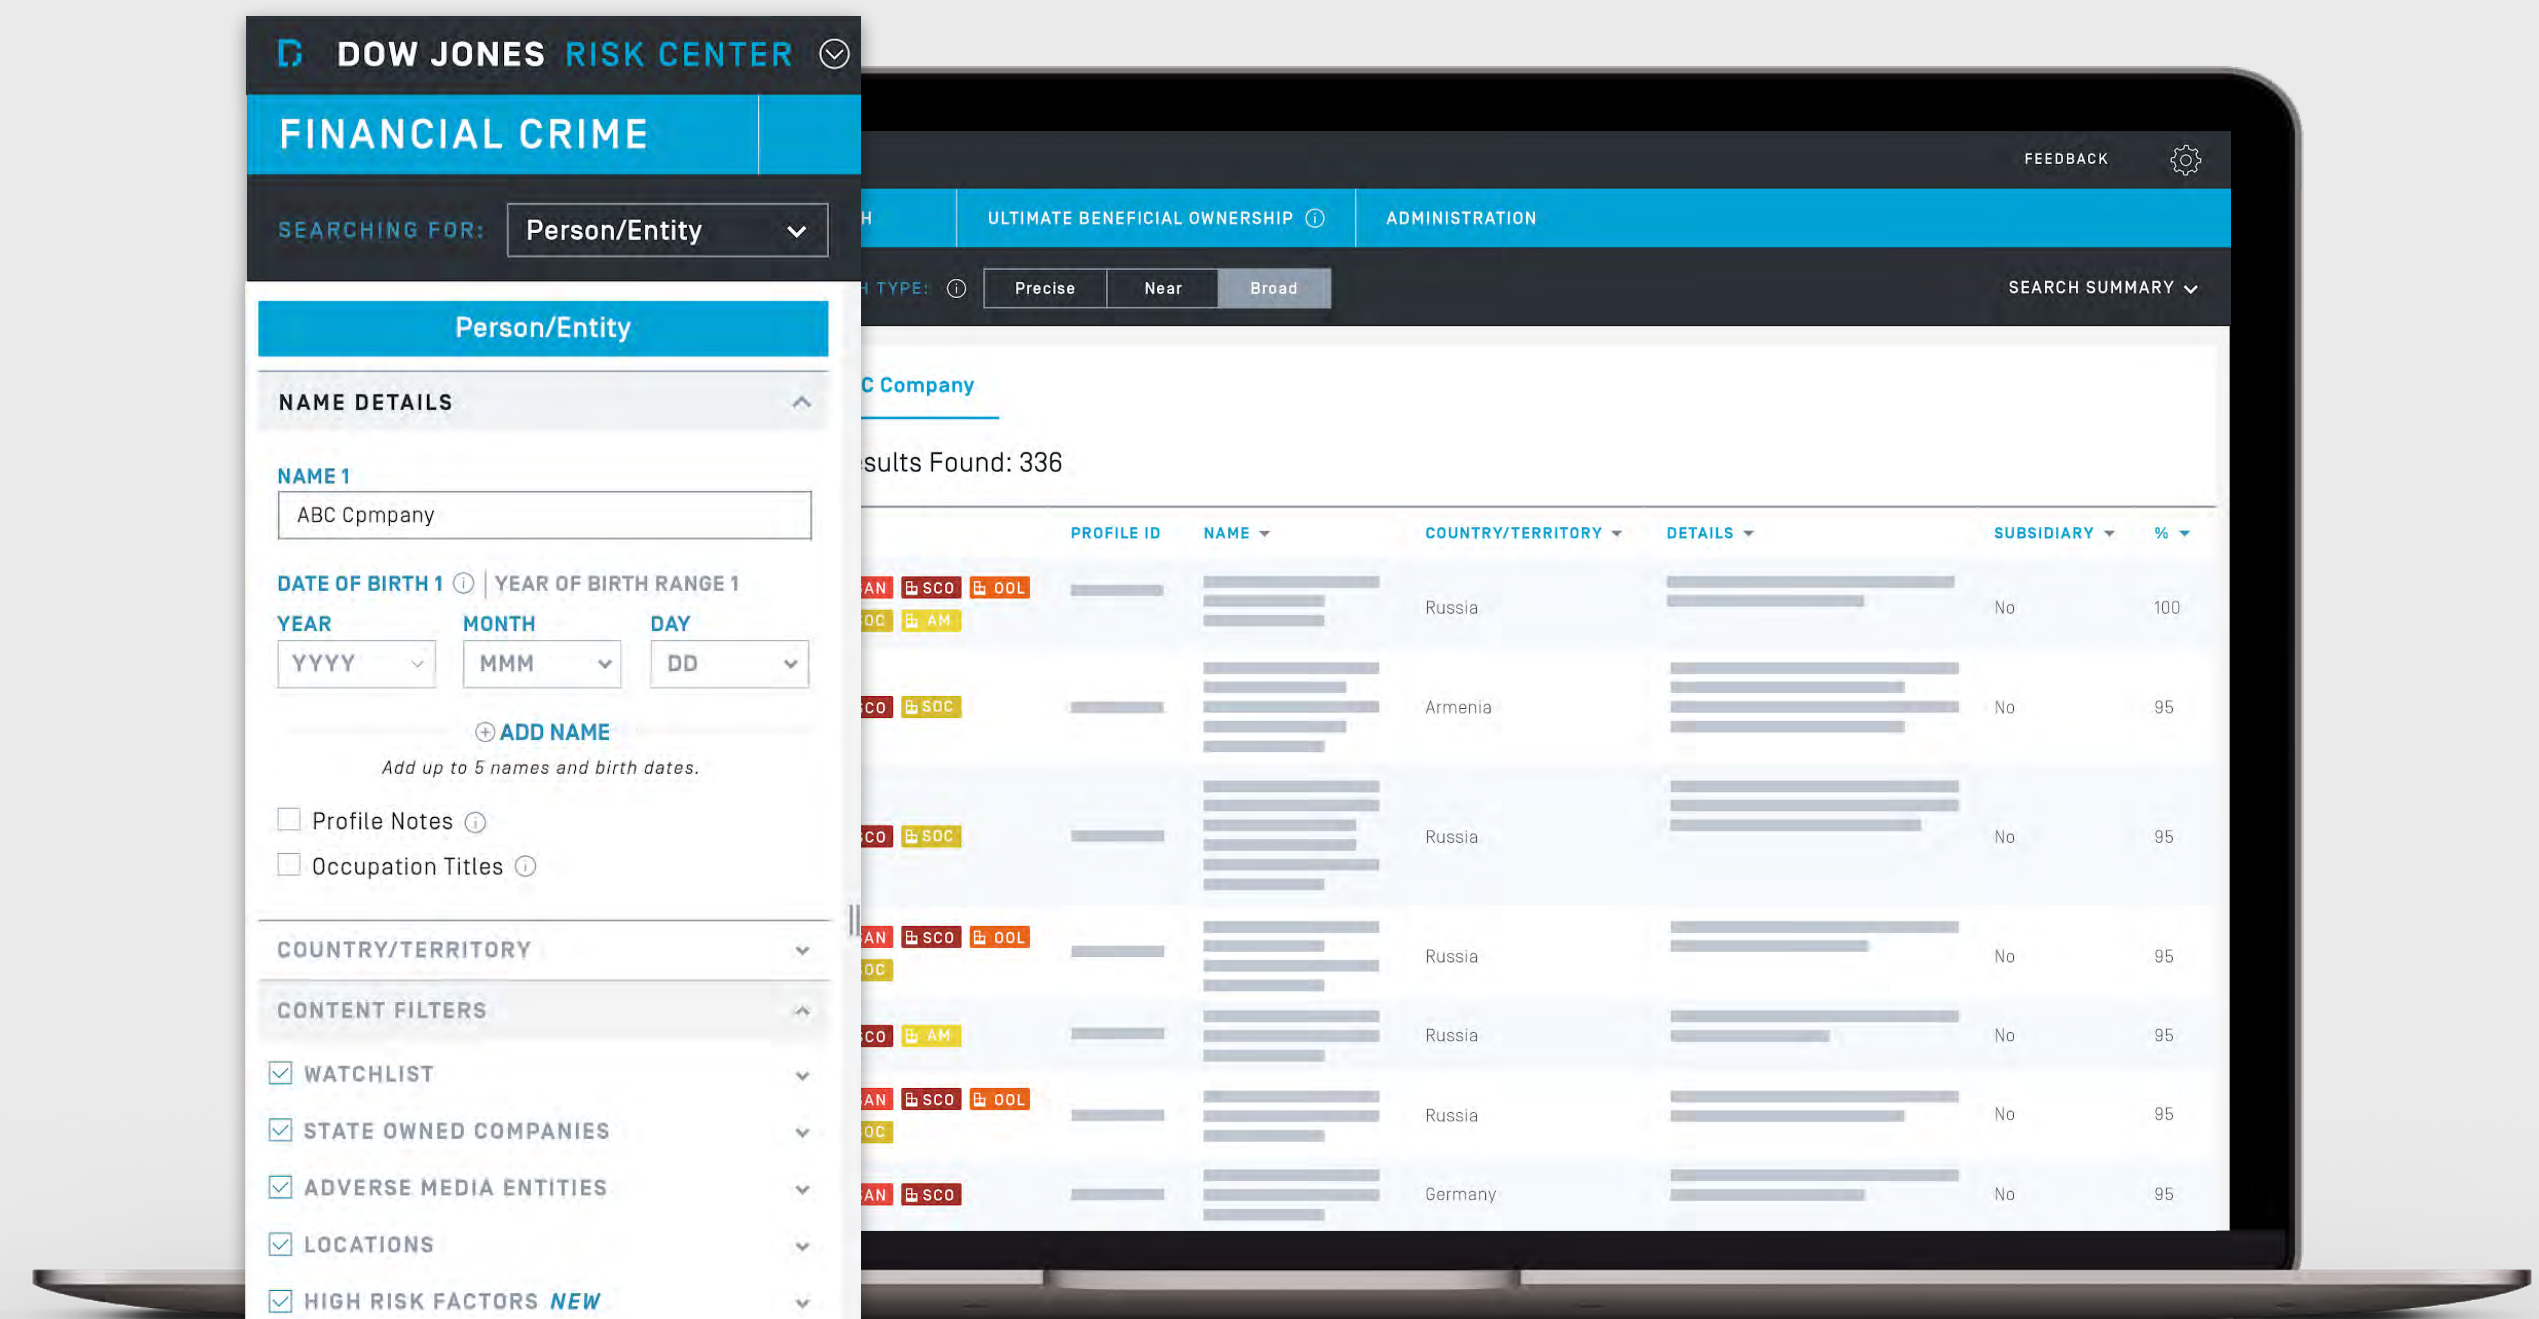 DOW JONES RISK CENTER
FINANCIAL CRIME
SEARCHING FOR: Person/Entity
Person/Entity
NAME DETAILS
NAME 1
ABC Cpmpany
DATE OF BIRTH 1 | YEAR OF BIRTH RANGE 1
YEAR MONTH DAY
YYYY MMM DD
ADD NAME
Add up to 5 names and birth dates.
Profile Notes
Occupation Titles
COUNTRY/TERRITORY
CONTENT FILTERS
WATCHLIST
STATE OWNED COMPANIES
ADVERSE MEDIA ENTITIES
LOCATIONS
HIGH RISK FACTORS NEW
FEEDBACK
H ULTIMATE BENEFICIAL OWNERSHIP ADMINISTRATION
TYPE: Precise Near Broad SEARCH SUMMARY
C Company
sults Found: 336
PROFILE ID NAME COUNTRY/TERRITORY DETAILS SUBSIDIARY %
AN SCO OOL Russia No 100
OC AM
CO SOC Armenia No 95
CO SOC Russia No 95
AN SCO OOL Russia No 95
OC
CO AM Russia No 95
AN SCO OOL Russia No 95
OC
AN SCO Germany No 95